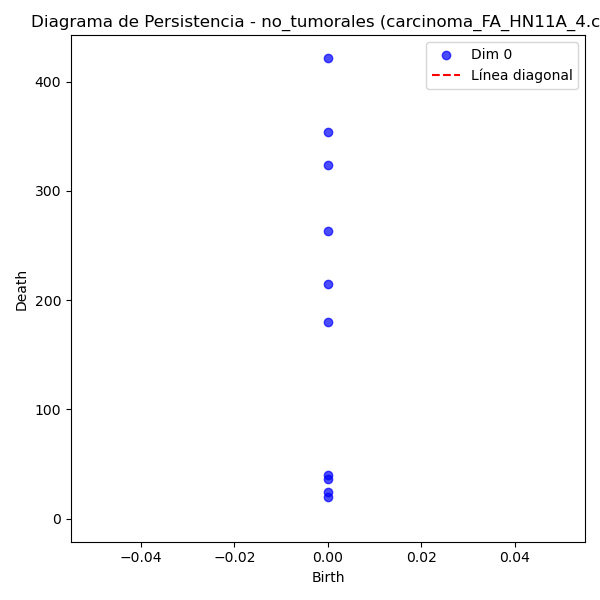 Diagrama de Persistencia - no_tumorales (carcinoma_FA_HN11A_4.c
Dim 0
Línea diagonal
400
300
200
100
0
Death
−0.04
−0.02
0.00
0.02
0.04
Birth